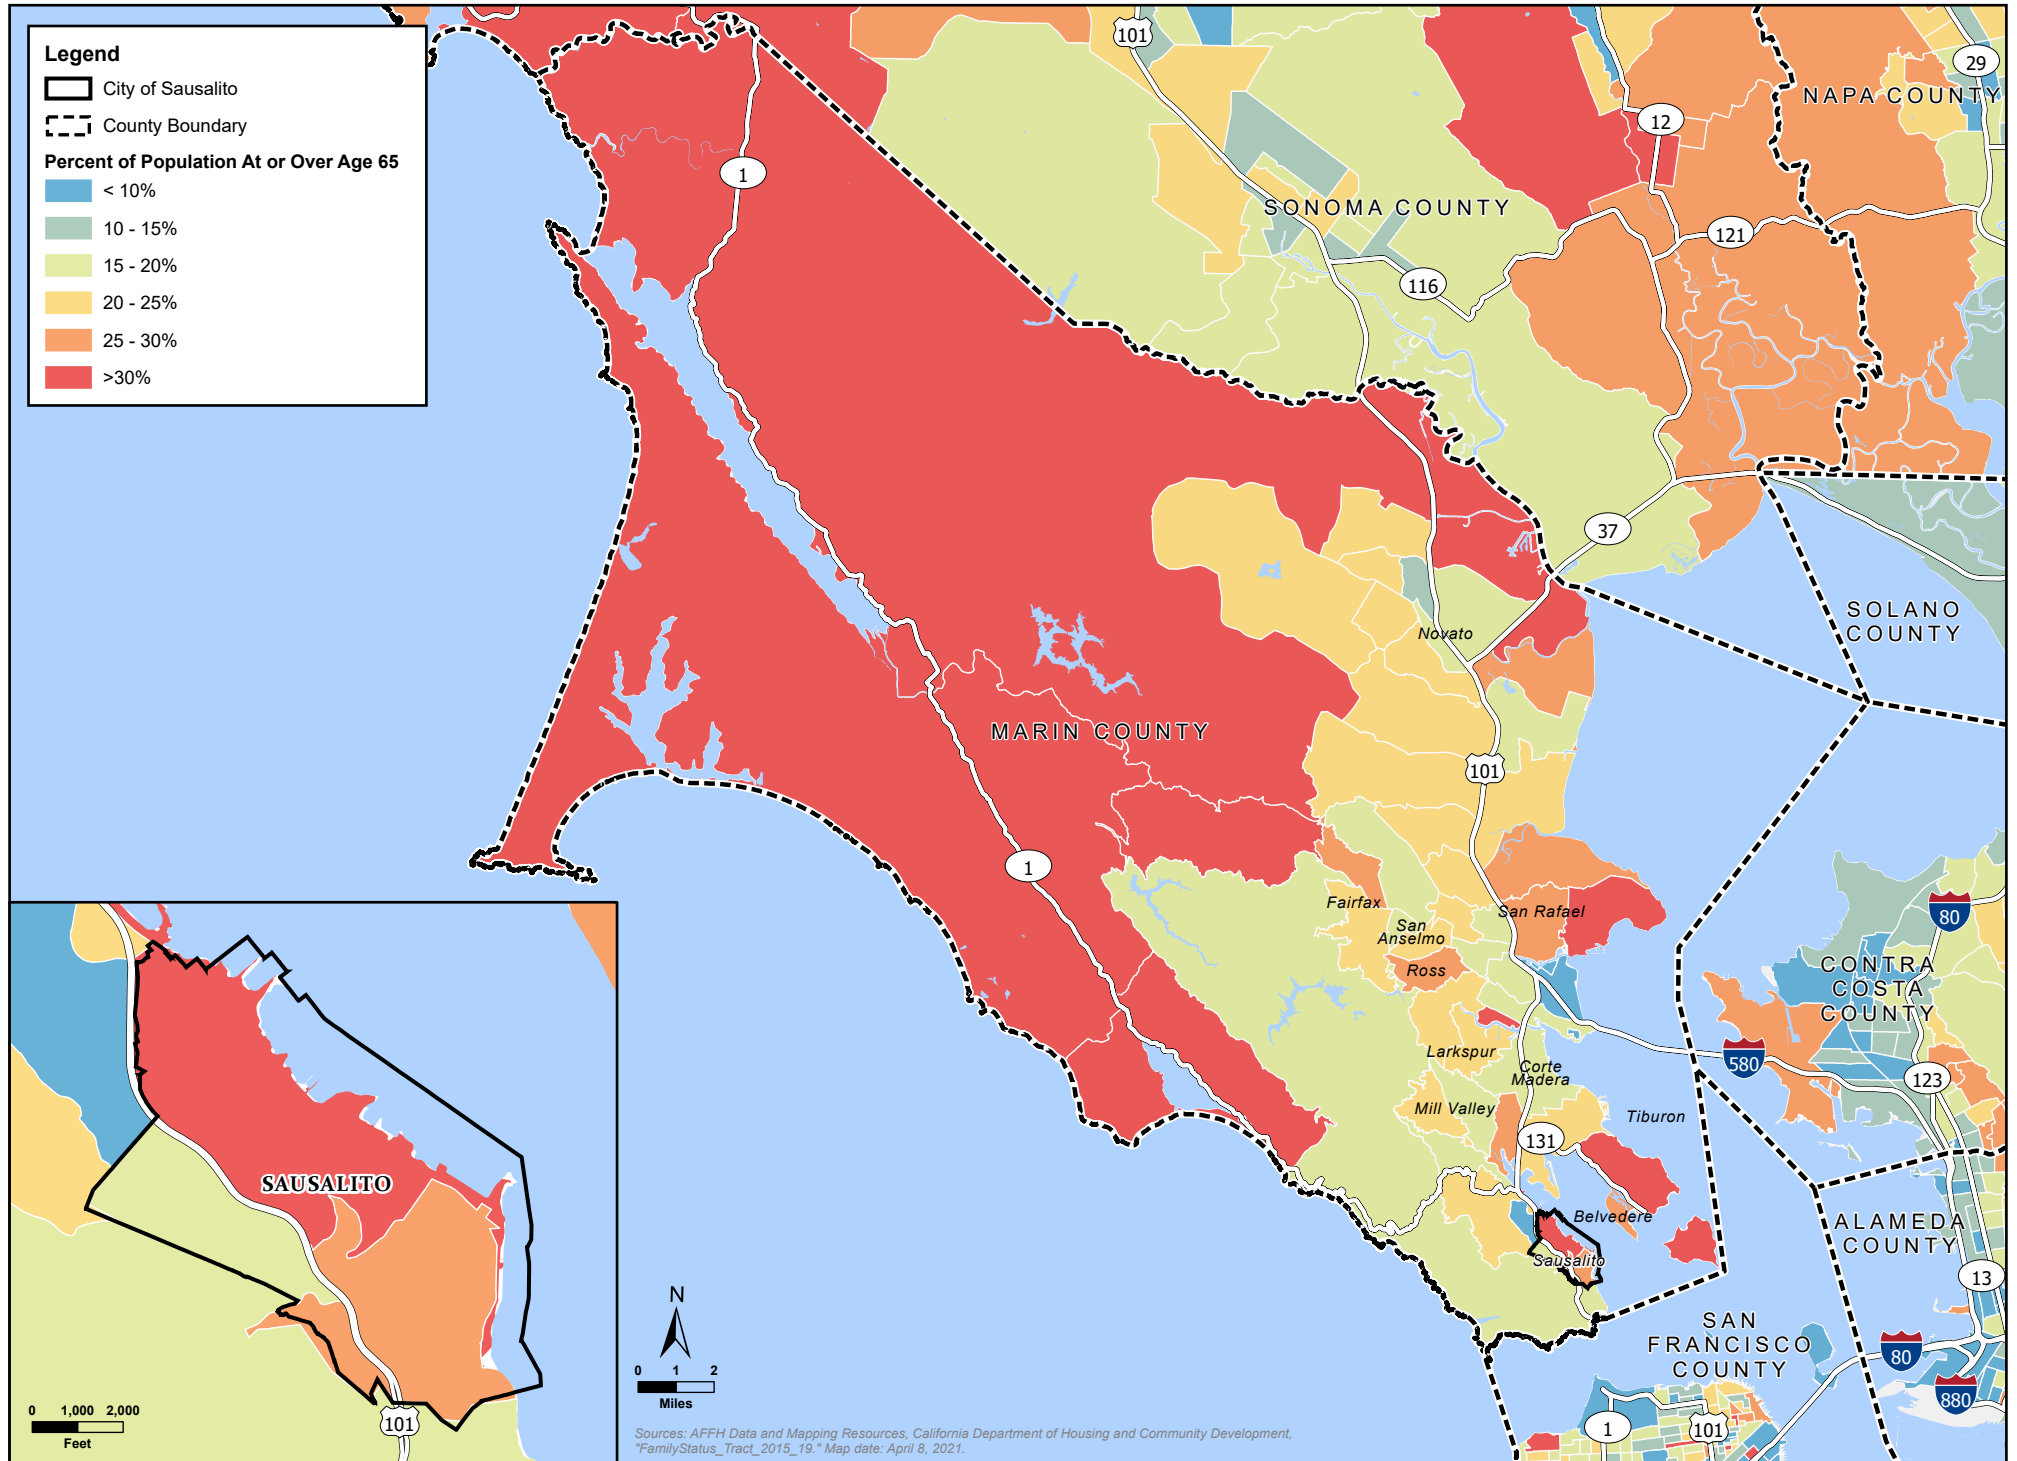 Legend
City of Sausalito
County Boundary
Percent of Population At or Over Age 65
< 10%
10 - 15%
15 - 20%
20 - 25%
25 - 30%
>30%
101
29
NAPA COUNTY
12
1
SONOMA COUNTY
121
116
37
SOLANO
COUNTY
Novato
MARIN COUNTY
101
1
Fairfax
San
Anselmo
San Rafael
Ross
80
CONTRA
COSTA
COUNTY
Larkspur
Corte
Madera
580
123
Mill Valley
Tiburon
131
Belvedere
Sausalito
ALAMEDA
COUNTY
13
SAN
FRANCISCO
COUNTY
80
880
1
101
SAUSALITO
101
0 1,000 2,000
Feet
N
0 1 2
Miles
Sources: AFFH Data and Mapping Resources, California Department of Housing and Community Development,
"FamilyStatus_Tract_2015_19." Map date: April 8, 2021.